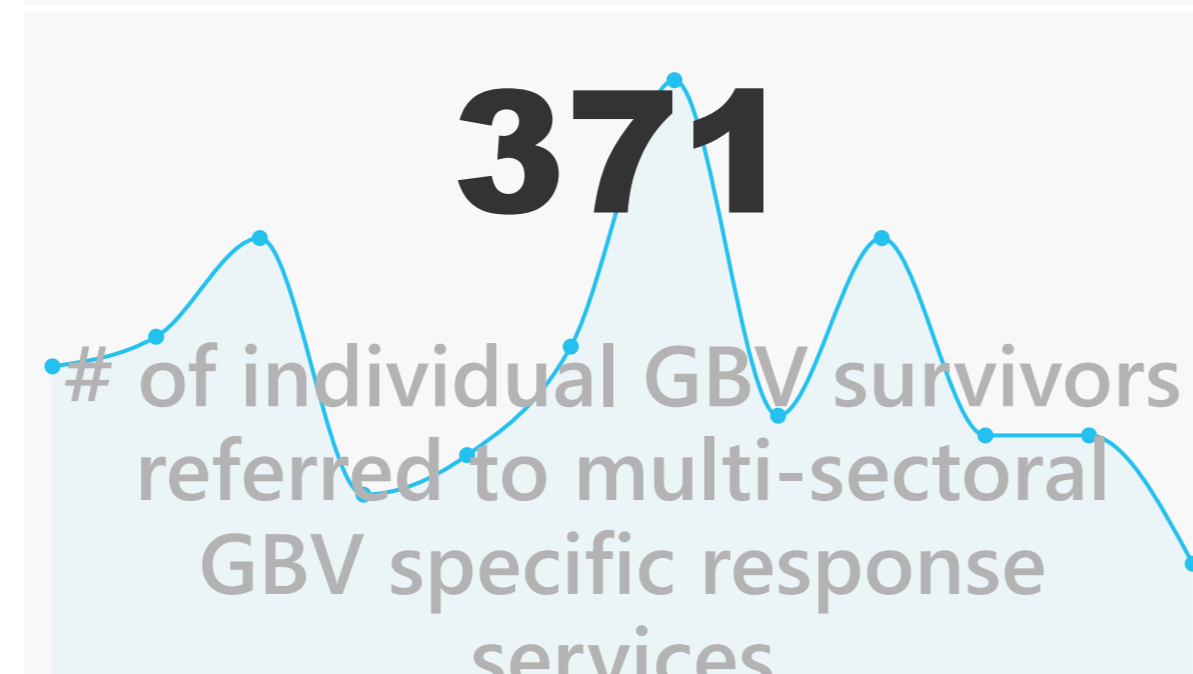 371
# of individual GBV survivors
referred to multi-sectoral
GBV specific response
services